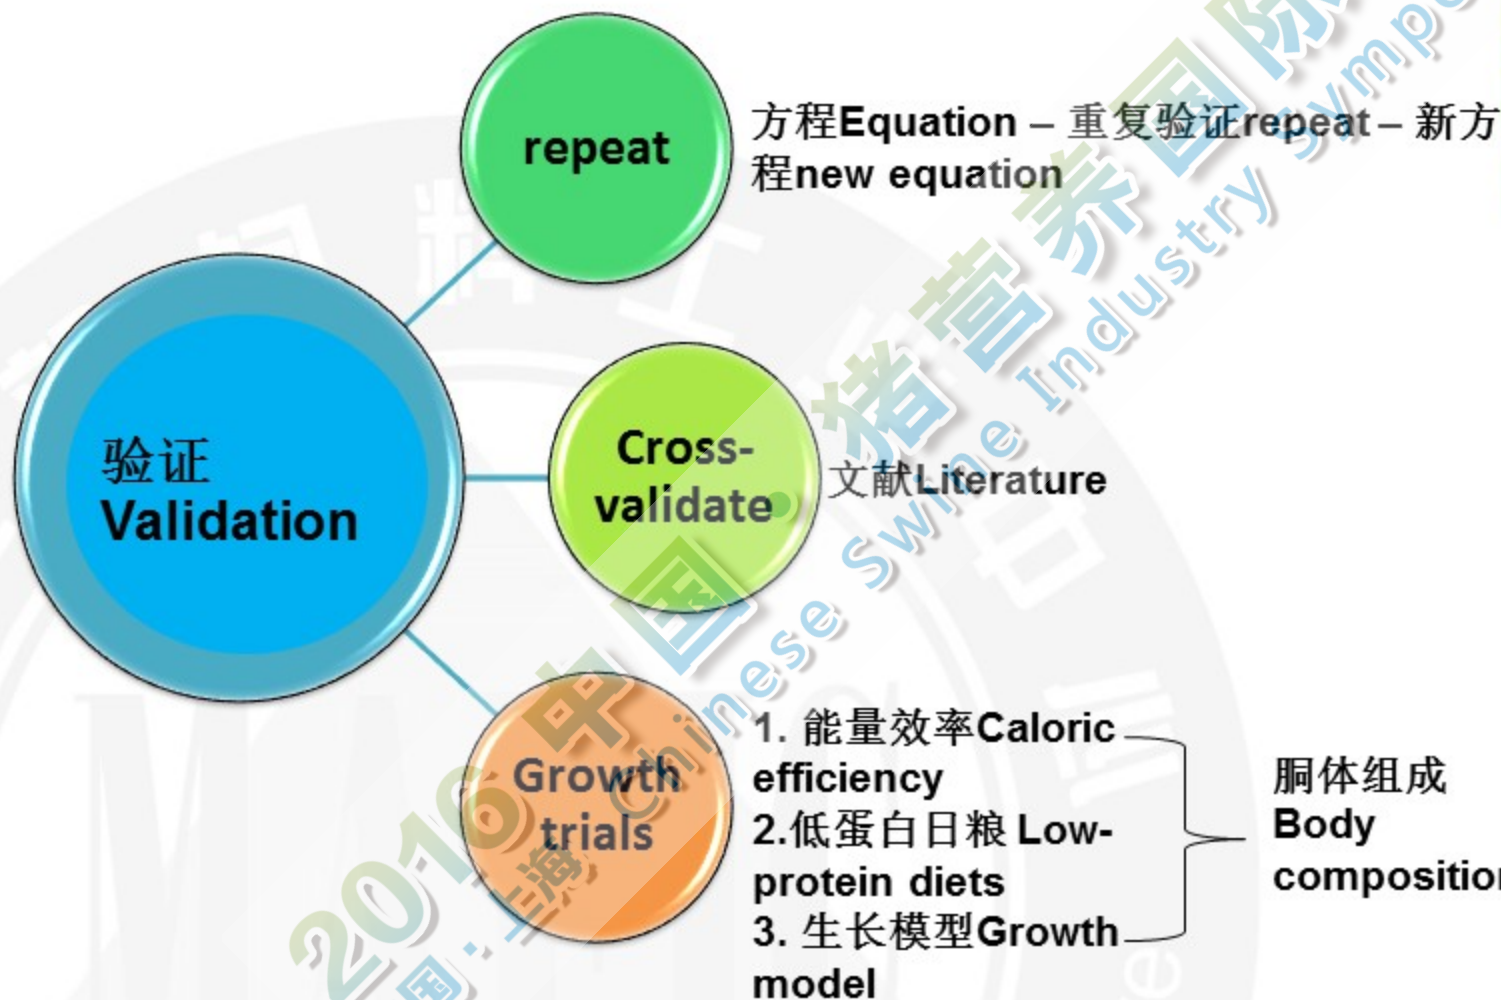 repeat
方程Equation – 重复验证repeat – 新方
程new equation
验证
Validation
Cross-
validate
文献Literature
Growth
trials
1. 能量效率Caloric
efficiency
2.低蛋白日粮 Low-
protein diets
3. 生长模型Growth
model
胴体组成
Body
composition
2016 中国·猪营养国际
Chinese Swine Industry Sympo
国·上海